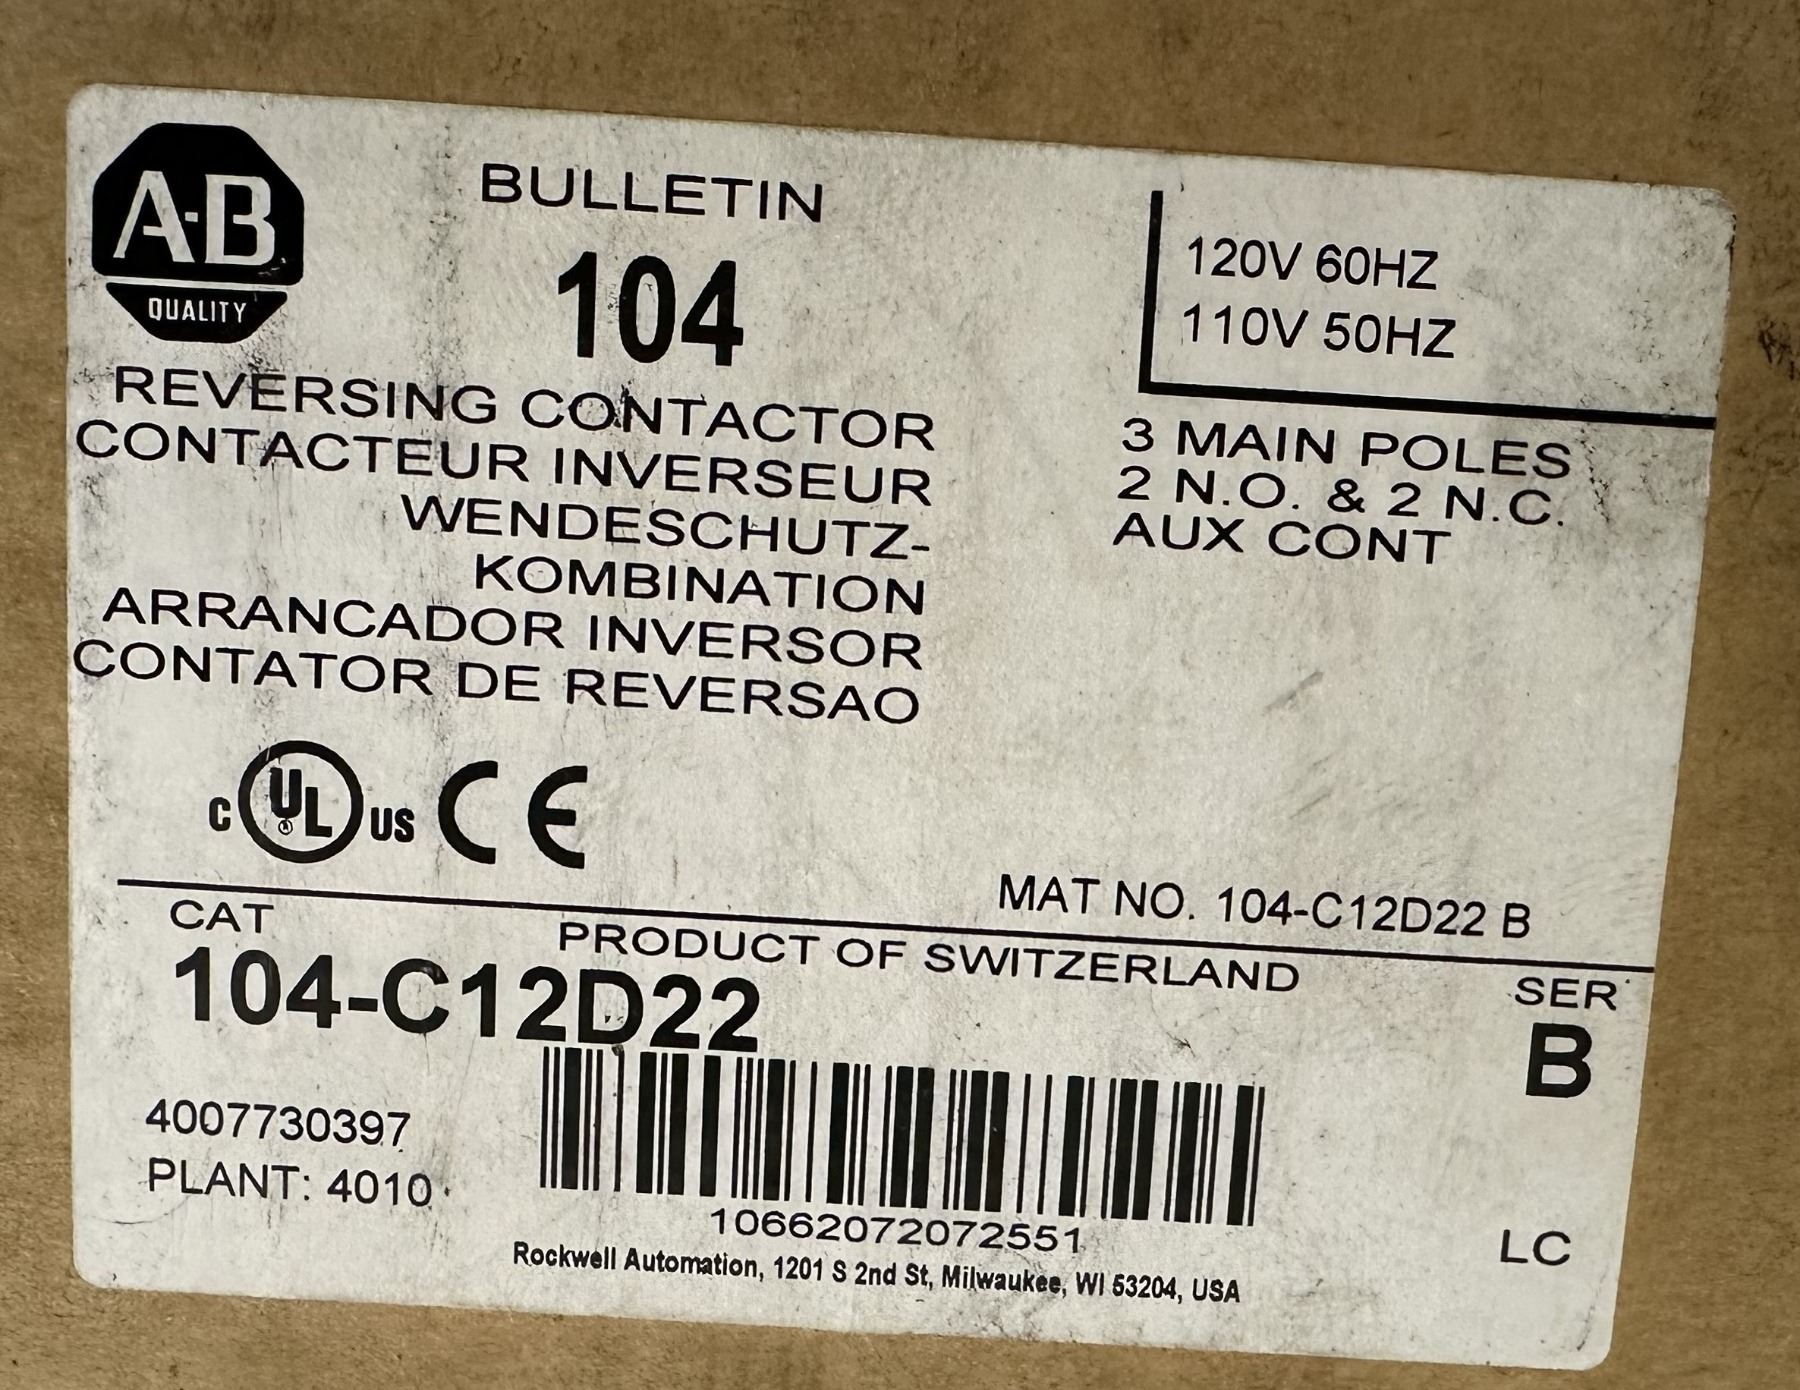 A-B
QUALITY
BULLETIN
104
REVERSING CONTACTOR
CONTACTEUR INVERSEUR
WENDESCHUTZ-
KOMBINATION
ARRANCADOR INVERSOR
CONTATOR DE REVERSAO
120V 60HZ
110V 50HZ
3 MAIN POLES
2 N.O. & 2 N.C.
AUX CONT
C UL ® US CE
MAT NO. 104-C12D22 B
CAT
PRODUCT OF SWITZERLAND
104-C12D22
SER
B
4007730397
PLANT: 4010
10662072072551
LC
Rockwell Automation, 1201 S 2nd St, Milwaukee, WI 53204, USA